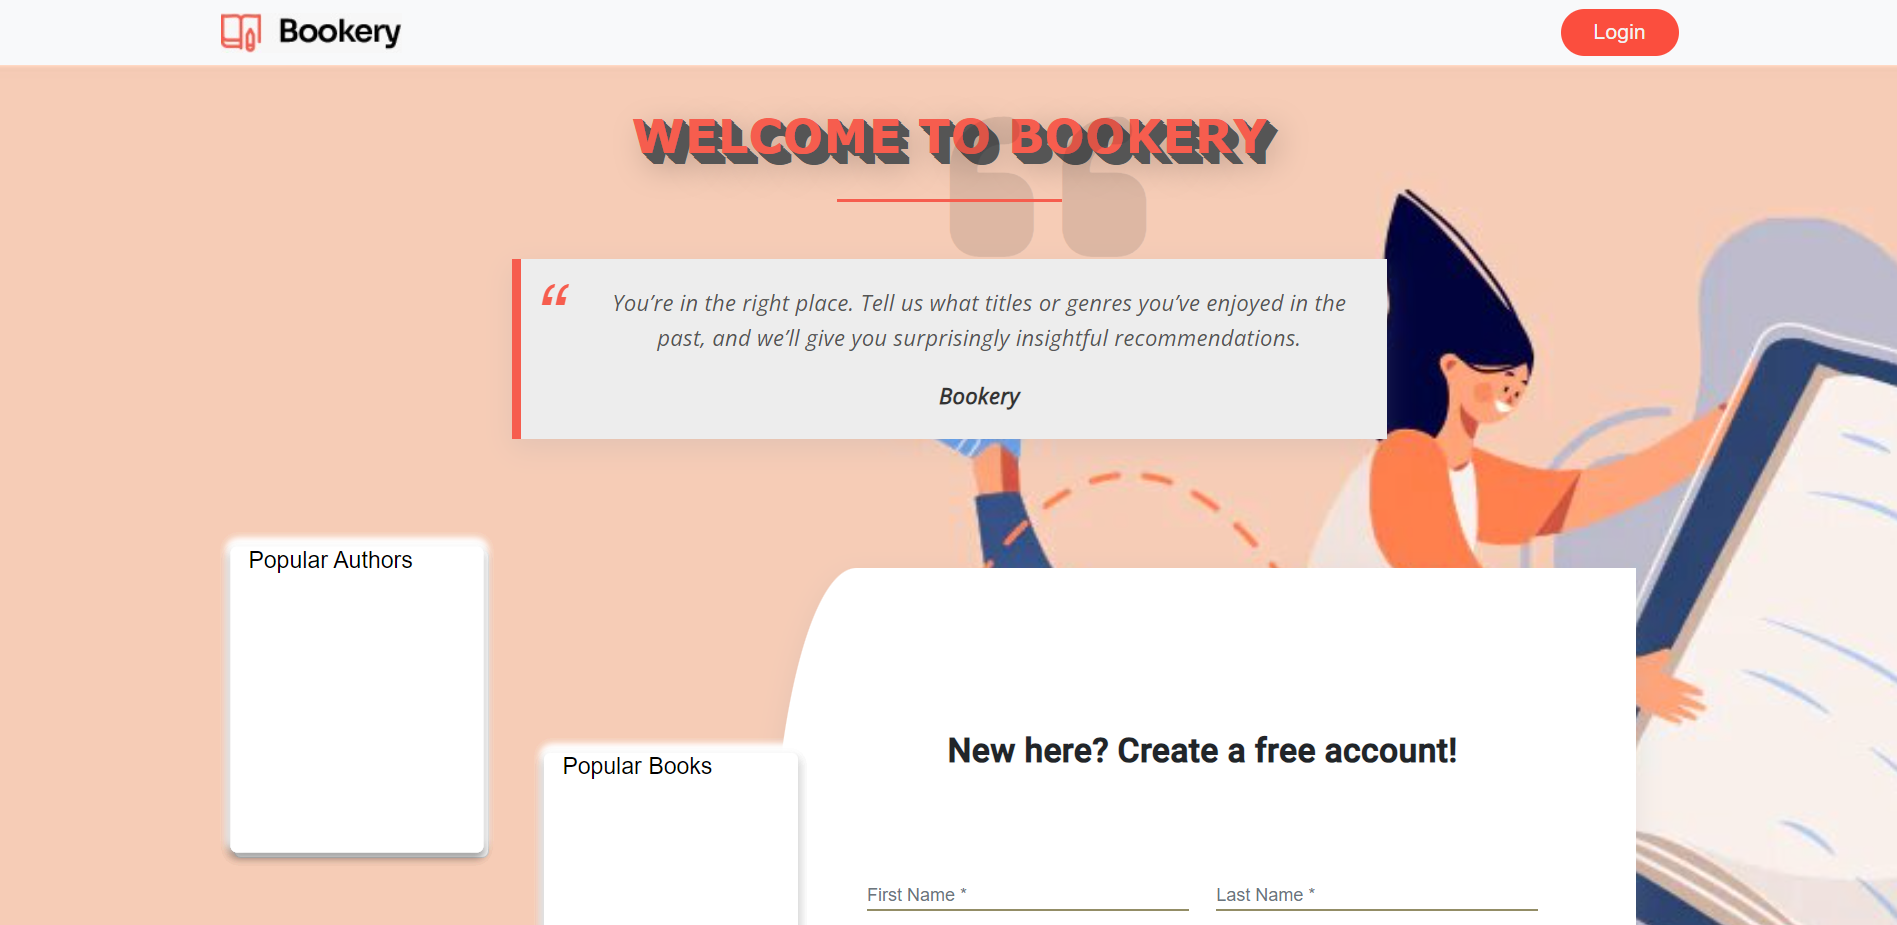 Bookery
Login
WELCOME TO BOOKERY
“
“ You’re in the right place. Tell us what titles or genres you’ve enjoyed in the
past, and we’ll give you surprisingly insightful recommendations.
Bookery
Popular Authors
Popular Books
New here? Create a free account!
First Name *
Last Name *